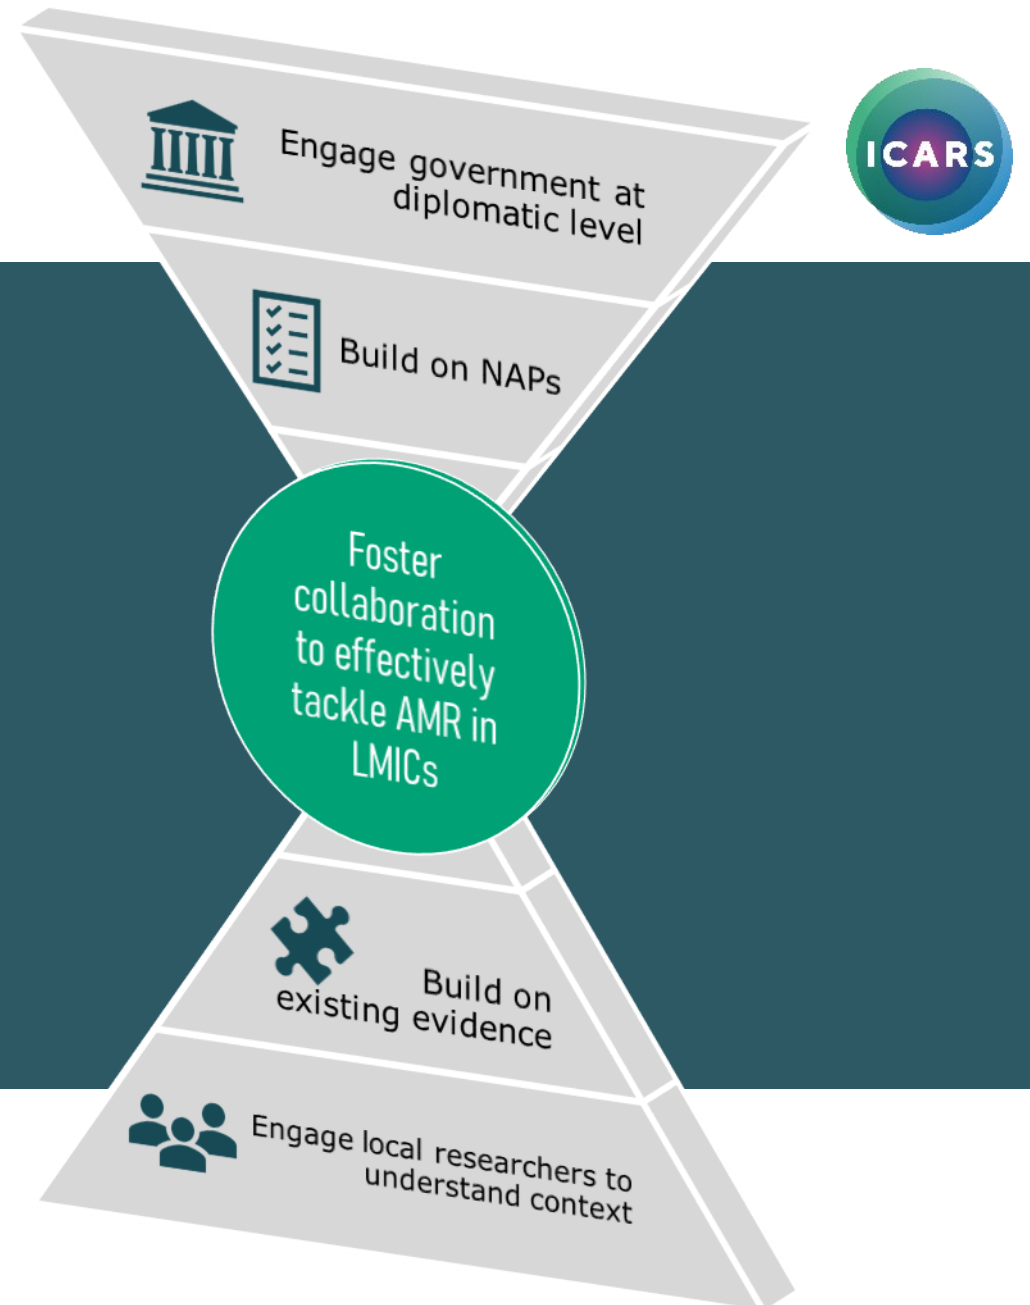 ICARS
Engage government at
diplomatic level
Build on NAPs
Foster
collaboration
to effectively
tackle AMR in
LMICs
Build on
existing evidence
Engage local researchers to
understand context